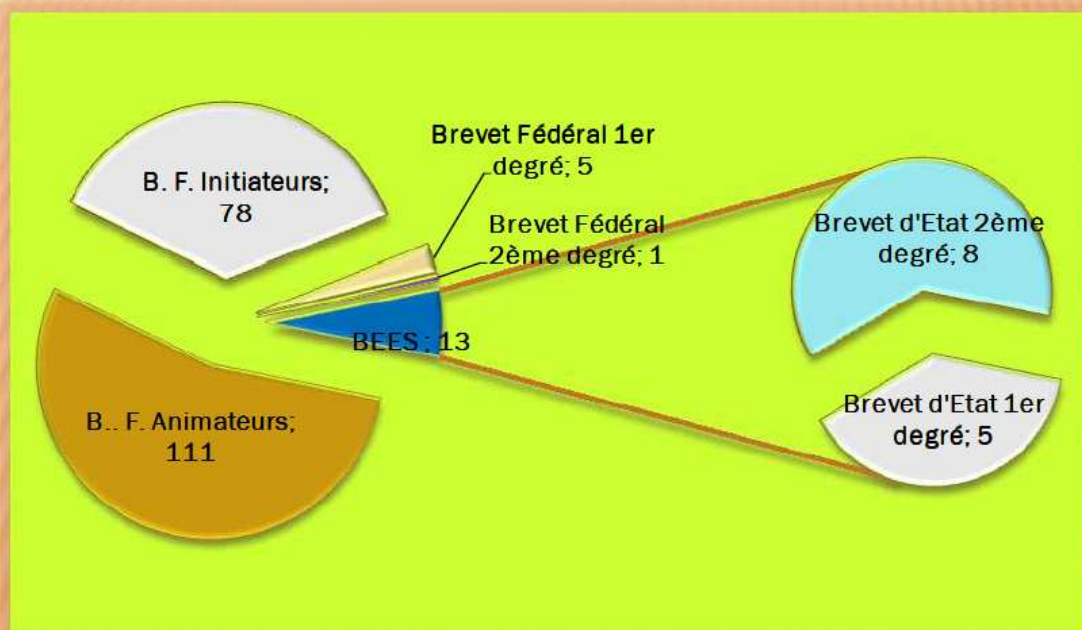 B. F. Initiateurs;
78
Brevet Fédéral 1er
degré; 5
Brevet Fédéral
2ème degré; 1
BEES ; 13
B.. F. Animateurs;
111
Brevet d'Etat 2ème
degré; 8
Brevet d'Etat 1er
degré; 5